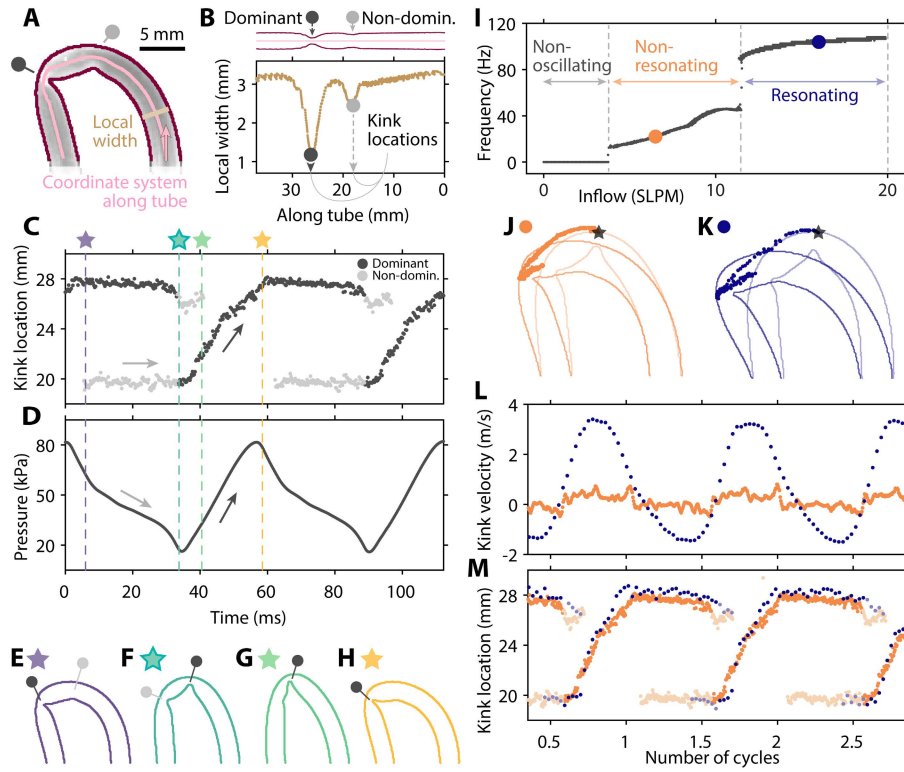 A
5 mm
Local
width
Coordinate system
along tube
B
Dominant
Non-domin.
Local width (mm)
3
2
1
Kink
locations
30
20
10
0
Along tube (mm)
C
Kink location (mm)
28
24
20
Dominant
Non-domin.
D
Pressure (kPa)
80
50
20
0
20
40
60
80
100
Time (ms)
E
F
G
H
I
Frequency (Hz)
120
80
40
0
Non-
oscillating
Non-
resonating
Resonating
0
10
20
Inflow (SLPM)
J
K
L
Kink velocity (m/s)
4
2
0
-2
M
Kink location (mm)
28
24
20
0.5
1
1.5
2
2.5
Number of cycles